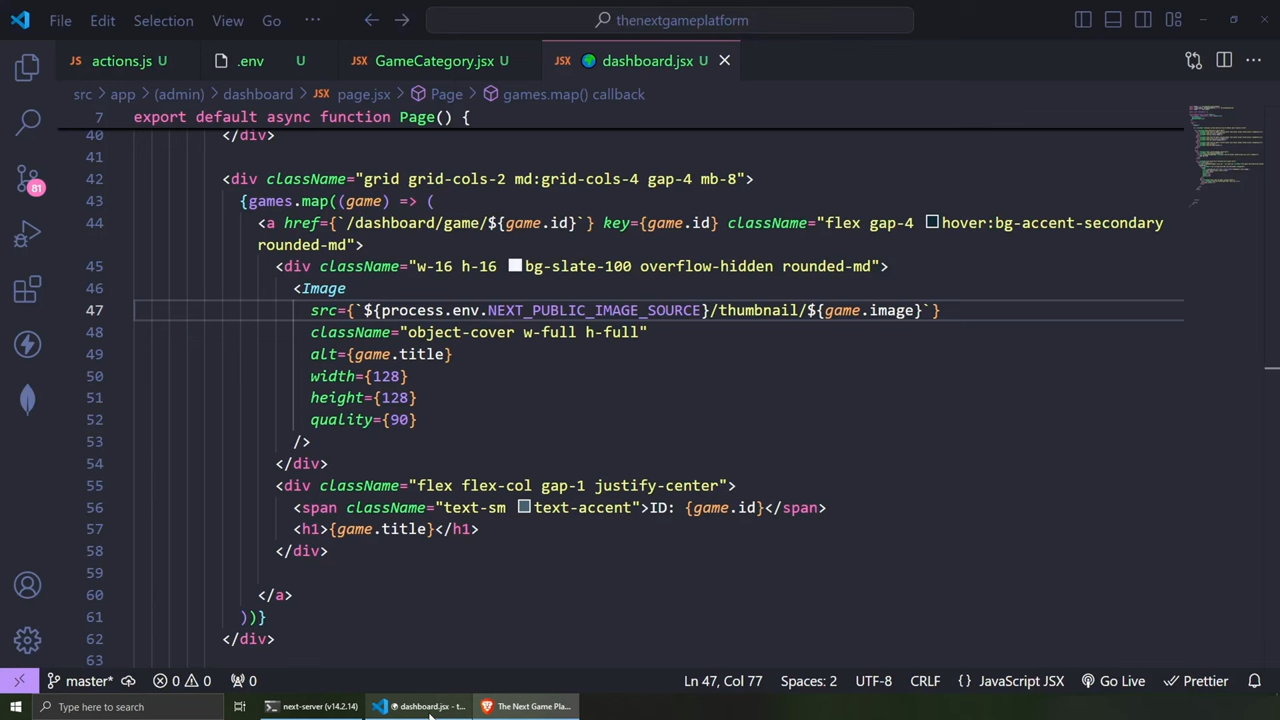 File Edit Selection View Go ··· thenextgameplatform
actions.js U .env U GameCategory.jsx U dashboard.jsx U
src > app > (admin) > dashboard > page.jsx > Page > games.map() callback
7 export default async function Page() {
40 </div>
41
42 <div className="grid grid-cols-2 md:grid-cols-4 gap-4 mb-8">
43 {games.map((game) => (
44 <a href={`/dashboard/game/${game.id}`} key={game.id} className="flex gap-4 hover:bg-accent-secondary
rounded-md">
45 <div className="w-16 h-16 bg-slate-100 overflow-hidden rounded-md">
46 <Image
47 src={`${process.env.NEXT_PUBLIC_IMAGE_SOURCE}/thumbnail/${game.image}`}
48 className="object-cover w-full h-full"
49 alt={game.title}
50 width={128}
51 height={128}
52 quality={90}
53 />
54 </div>
55 <div className="flex flex-col gap-1 justify-center">
56 <span className="text-sm text-accent">ID: {game.id}</span>
57 <h1>{game.title}</h1>
58 </div>
59
60 </a>
61 ))}
62 </div>
63
81
master* 0 0 0 Ln 47, Col 77 Spaces: 2 UTF-8 CRLF {} JavaScript JSX Go Live Prettier
Type here to search next-server (v14.2.14) dashboard.jsx - t... The Next Game Pla...